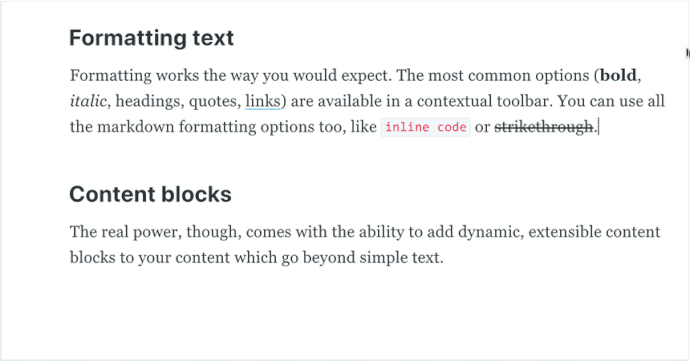 Formatting text
Formatting works the way you would expect. The most common options (bold,
italic, headings, quotes, links) are available in a contextual toolbar. You can use all
the markdown formatting options too, like inline code or strikethrough.
Content blocks
The real power, though, comes with the ability to add dynamic, extensible content
blocks to your content which go beyond simple text.